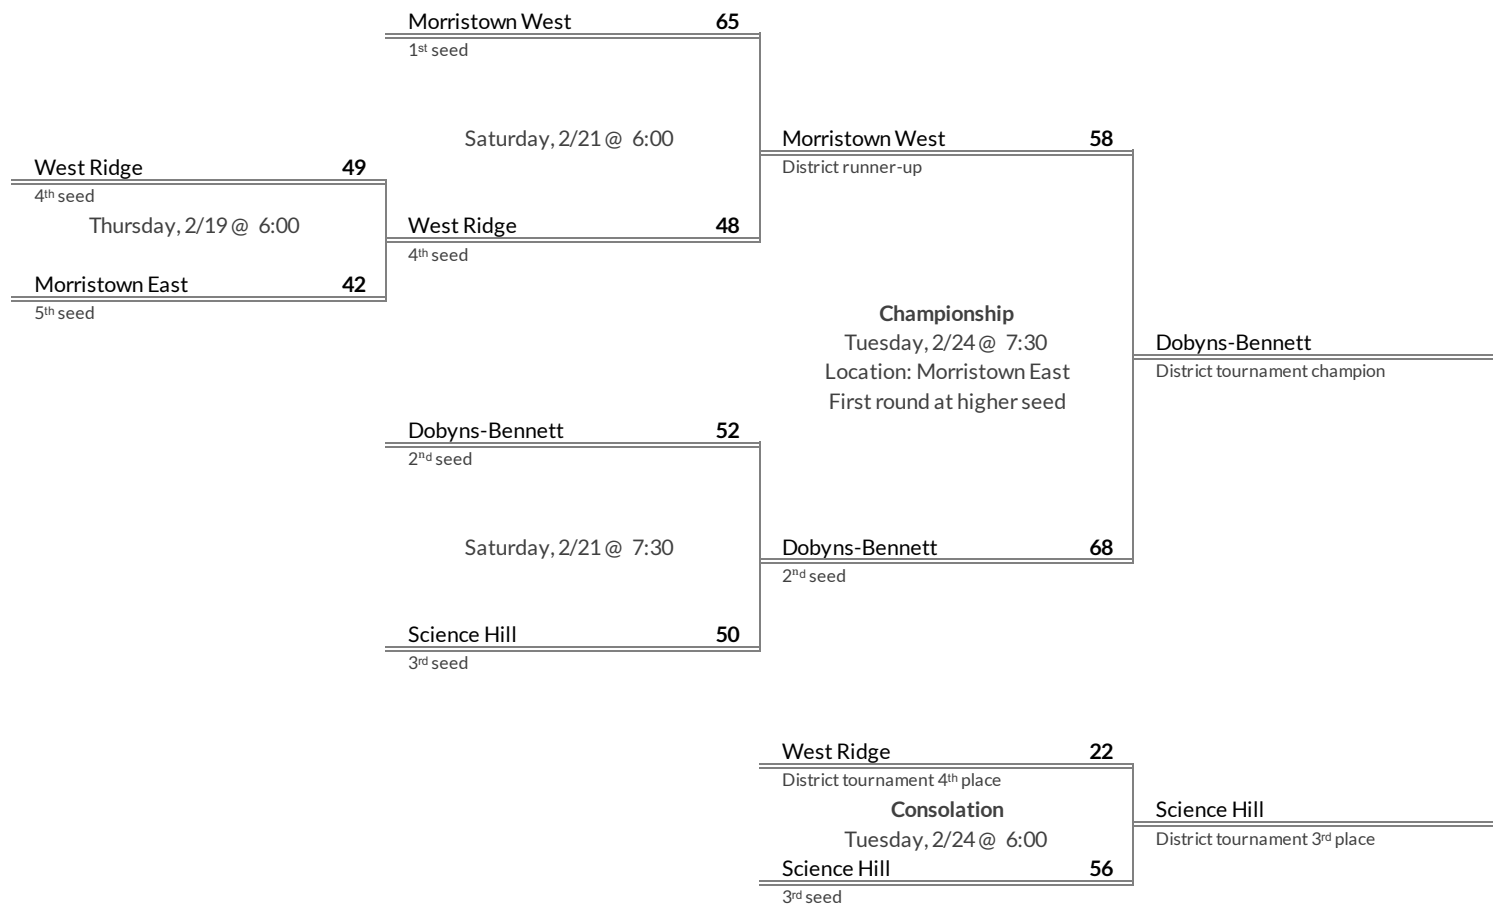 Morristown West 65
1st seed
Saturday, 2/21 @ 6:00
West Ridge 49
4th seed
Thursday, 2/19 @ 6:00
Morristown East 42
5th seed
West Ridge 48
4th seed
Morristown West 58
District runner-up
Championship
Tuesday, 2/24 @ 7:30
Location: Morristown East
First round at higher seed
Dobyns-Bennett
District tournament champion
Dobyns-Bennett 52
2nd seed
Saturday, 2/21 @ 7:30
Science Hill 50
3rd seed
Dobyns-Bennett 68
2nd seed
West Ridge 22
District tournament 4th place
Consolation
Tuesday, 2/24 @ 6:00
Science Hill 56
3rd seed
Science Hill
District tournament 3rd place